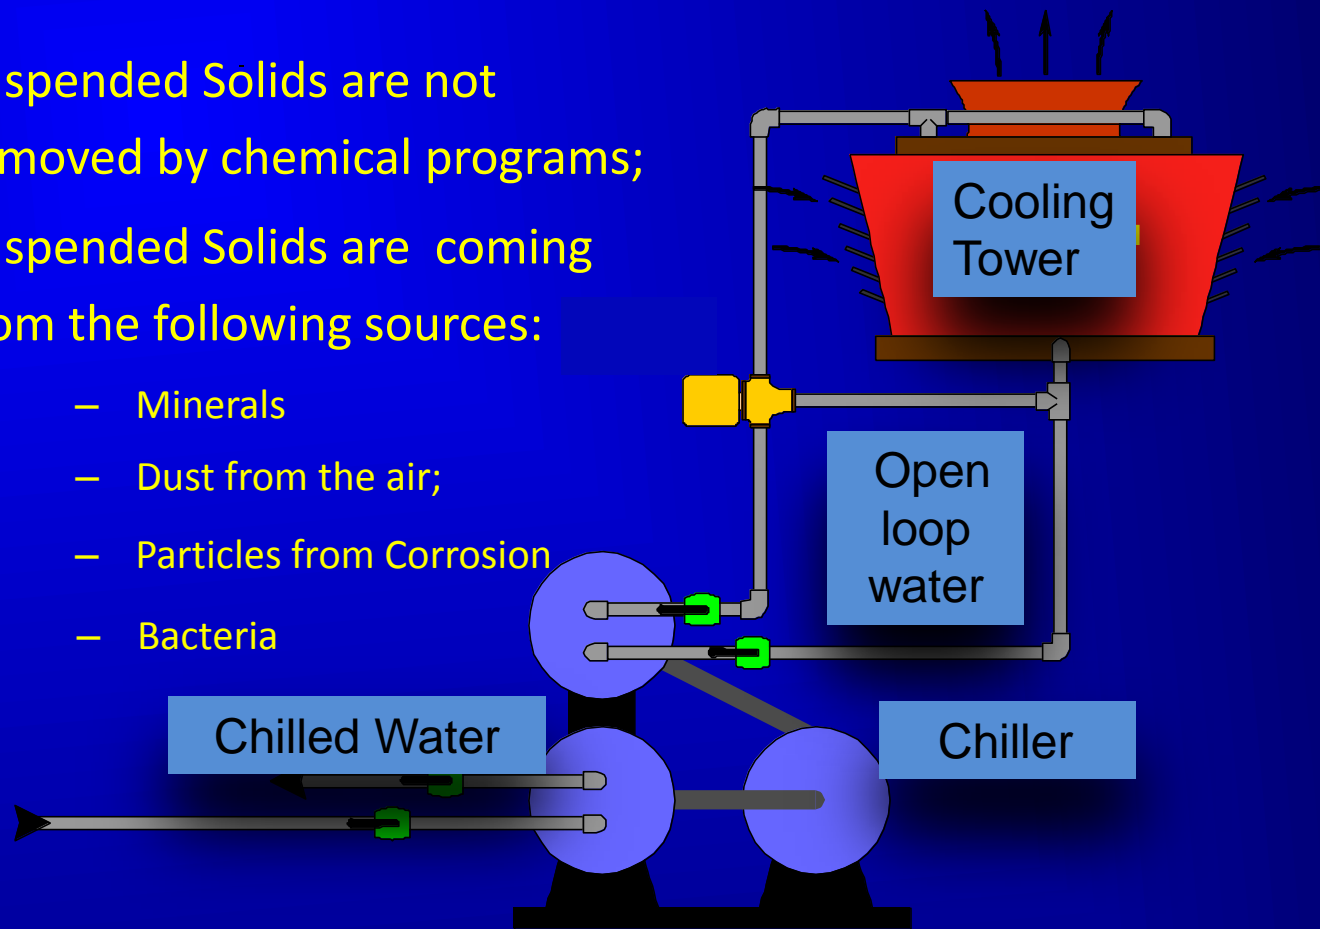 spended Solids are not
moved by chemical programs;
spended Solids are coming
om the following sources:
– Minerals
– Dust from the air;
– Particles from Corrosion
– Bacteria
Cooling
Tower
Open
loop
water
Chilled Water
Chiller